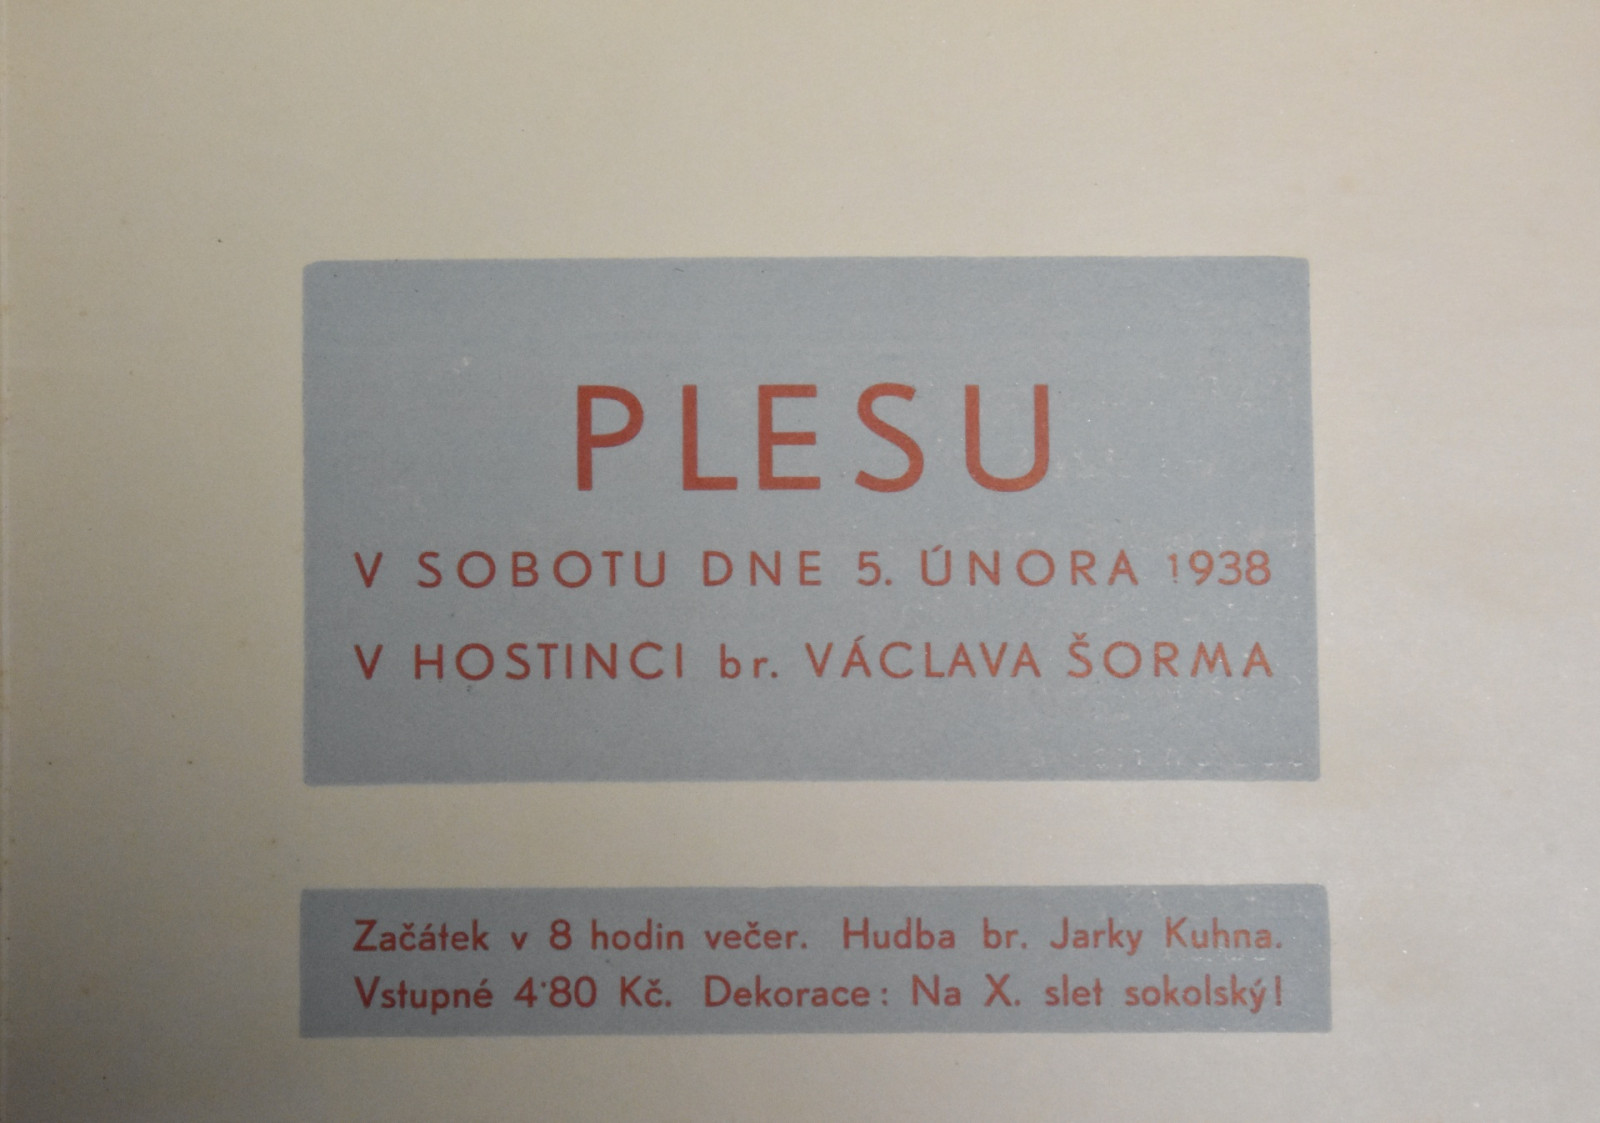 PLESU
V SOBOTU DNE 5. ÚNORA 1938
V HOSTINCI br. VÁCLAVA ŠORMA
Začátek v 8 hodin večer. Hudba br. Jarky Kuhna.
Vstupné 4·80 Kč. Dekorace: Na X. slet sokolský!